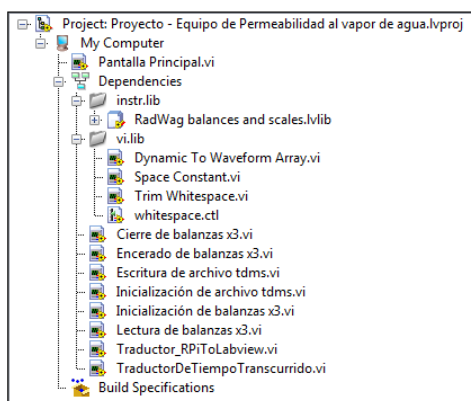 Project: Proyecto - Equipo de Permeabilidad al vapor de agua.lvproj
My Computer
Pantalla Principal.vi
Dependencies
instr.lib
RadWag balances and scales.lvlib
vi.lib
Dynamic To Waveform Array.vi
Space Constant.vi
Trim Whitespace.vi
whitespace.ctl
Cierre de balanzas x3.vi
Encerado de balanzas x3.vi
Escritura de archivo tdms.vi
Inicialización de archivo tdms.vi
Inicialización de balanzas x3.vi
Lectura de balanzas x3.vi
Traductor_RPiToLabview.vi
TraductorDeTiempoTranscurrido.vi
Build Specifications